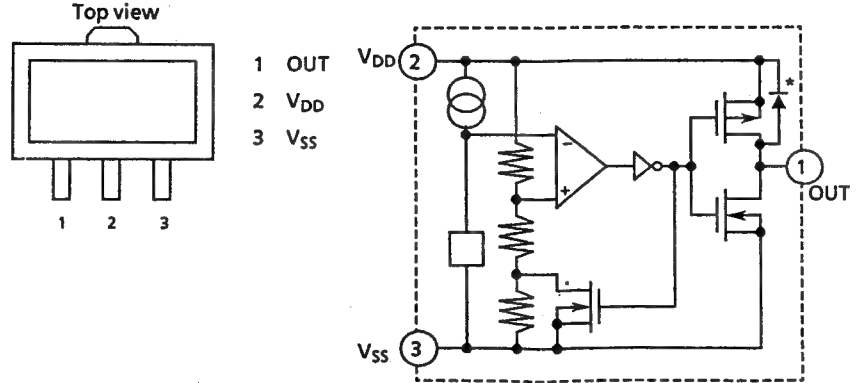 Top view
1 OUT
2 VDD
3 VSS
1 2 3
VDD 2
*
− +
1
OUT
VSS 3